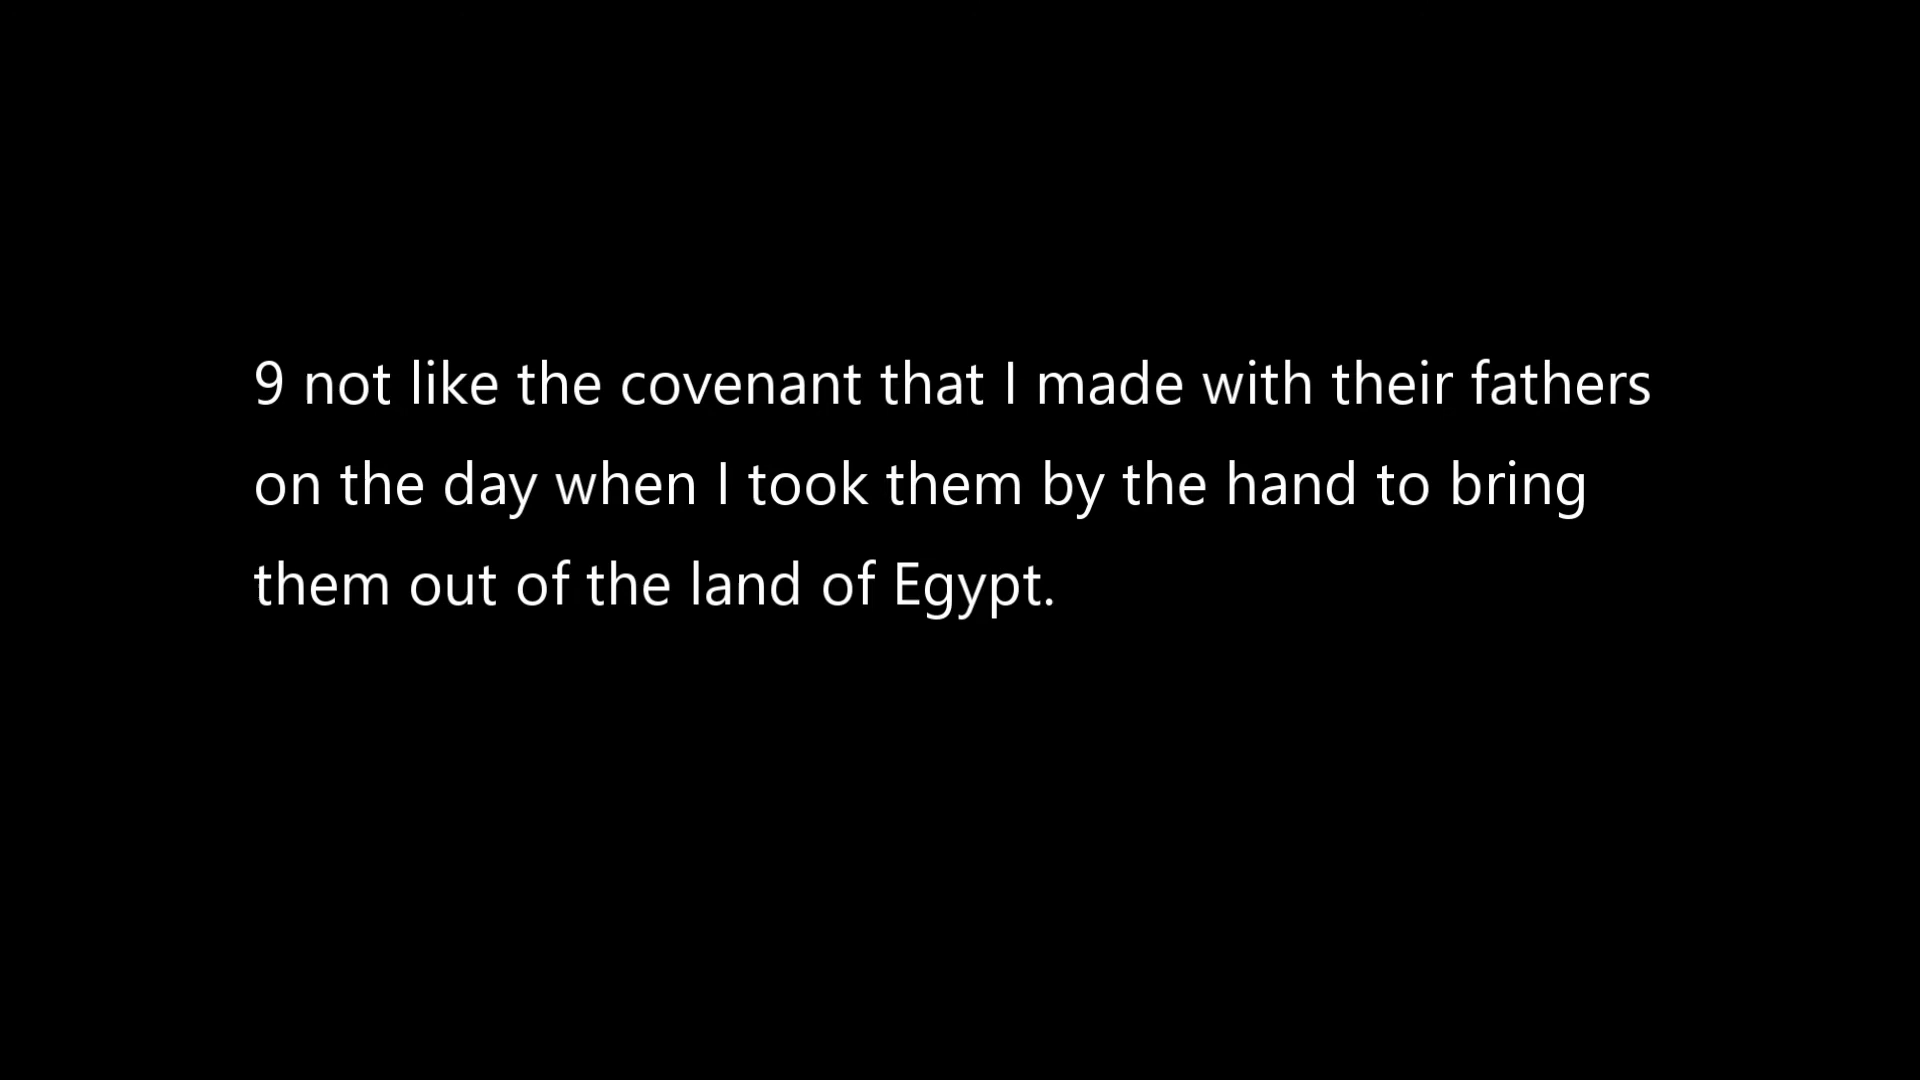 9 not like the covenant that I made with their fathers
on the day when I took them by the hand to bring
them out of the land of Egypt.